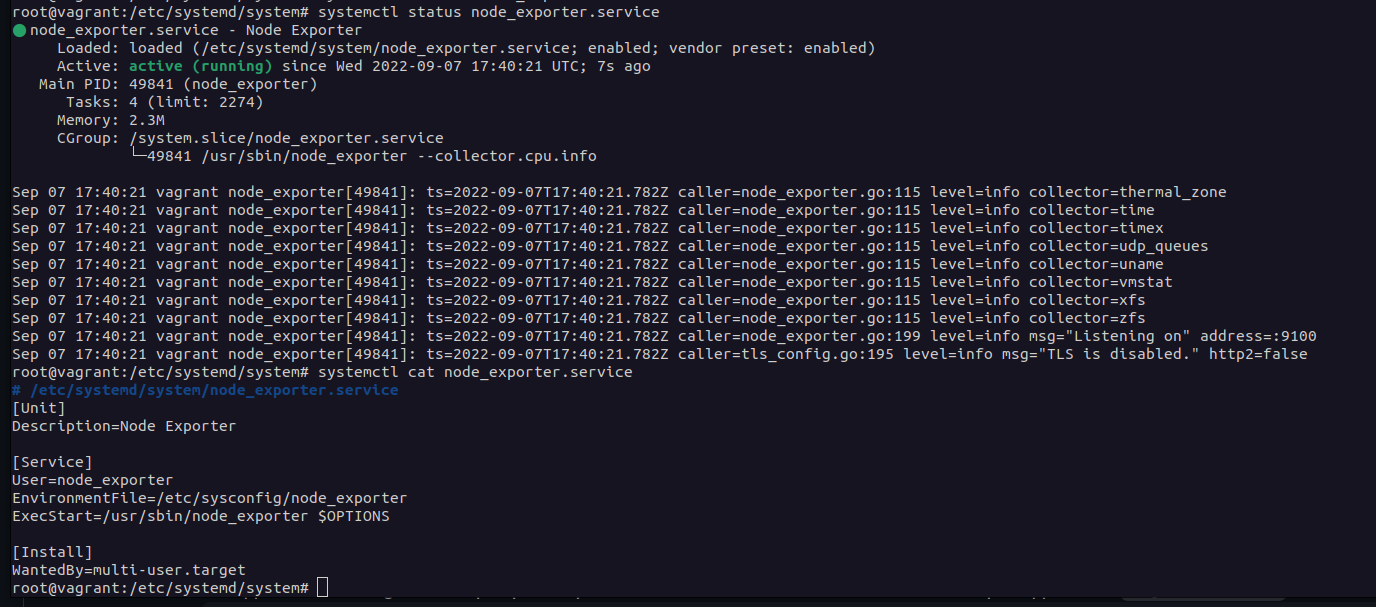 root@vagrant:/etc/systemd/system# systemctl status node_exporter.service
● node_exporter.service - Node Exporter
     Loaded: loaded (/etc/systemd/system/node_exporter.service; enabled; vendor preset: enabled)
     Active: active (running) since Wed 2022-09-07 17:40:21 UTC; 7s ago
   Main PID: 49841 (node_exporter)
      Tasks: 4 (limit: 2274)
     Memory: 2.3M
     CGroup: /system.slice/node_exporter.service
             └─49841 /usr/sbin/node_exporter --collector.cpu.info

Sep 07 17:40:21 vagrant node_exporter[49841]: ts=2022-09-07T17:40:21.782Z caller=node_exporter.go:115 level=info collector=thermal_zone
Sep 07 17:40:21 vagrant node_exporter[49841]: ts=2022-09-07T17:40:21.782Z caller=node_exporter.go:115 level=info collector=time
Sep 07 17:40:21 vagrant node_exporter[49841]: ts=2022-09-07T17:40:21.782Z caller=node_exporter.go:115 level=info collector=timex
Sep 07 17:40:21 vagrant node_exporter[49841]: ts=2022-09-07T17:40:21.782Z caller=node_exporter.go:115 level=info collector=udp_queues
Sep 07 17:40:21 vagrant node_exporter[49841]: ts=2022-09-07T17:40:21.782Z caller=node_exporter.go:115 level=info collector=uname
Sep 07 17:40:21 vagrant node_exporter[49841]: ts=2022-09-07T17:40:21.782Z caller=node_exporter.go:115 level=info collector=vmstat
Sep 07 17:40:21 vagrant node_exporter[49841]: ts=2022-09-07T17:40:21.782Z caller=node_exporter.go:115 level=info collector=xfs
Sep 07 17:40:21 vagrant node_exporter[49841]: ts=2022-09-07T17:40:21.782Z caller=node_exporter.go:115 level=info collector=zfs
Sep 07 17:40:21 vagrant node_exporter[49841]: ts=2022-09-07T17:40:21.782Z caller=node_exporter.go:199 level=info msg="Listening on" address=:9100
Sep 07 17:40:21 vagrant node_exporter[49841]: ts=2022-09-07T17:40:21.782Z caller=tls_config.go:195 level=info msg="TLS is disabled." http2=false
root@vagrant:/etc/systemd/system# systemctl cat node_exporter.service
# /etc/systemd/system/node_exporter.service
[Unit]
Description=Node Exporter

[Service]
User=node_exporter
EnvironmentFile=/etc/sysconfig/node_exporter
ExecStart=/usr/sbin/node_exporter $OPTIONS

[Install]
WantedBy=multi-user.target
root@vagrant:/etc/systemd/system#